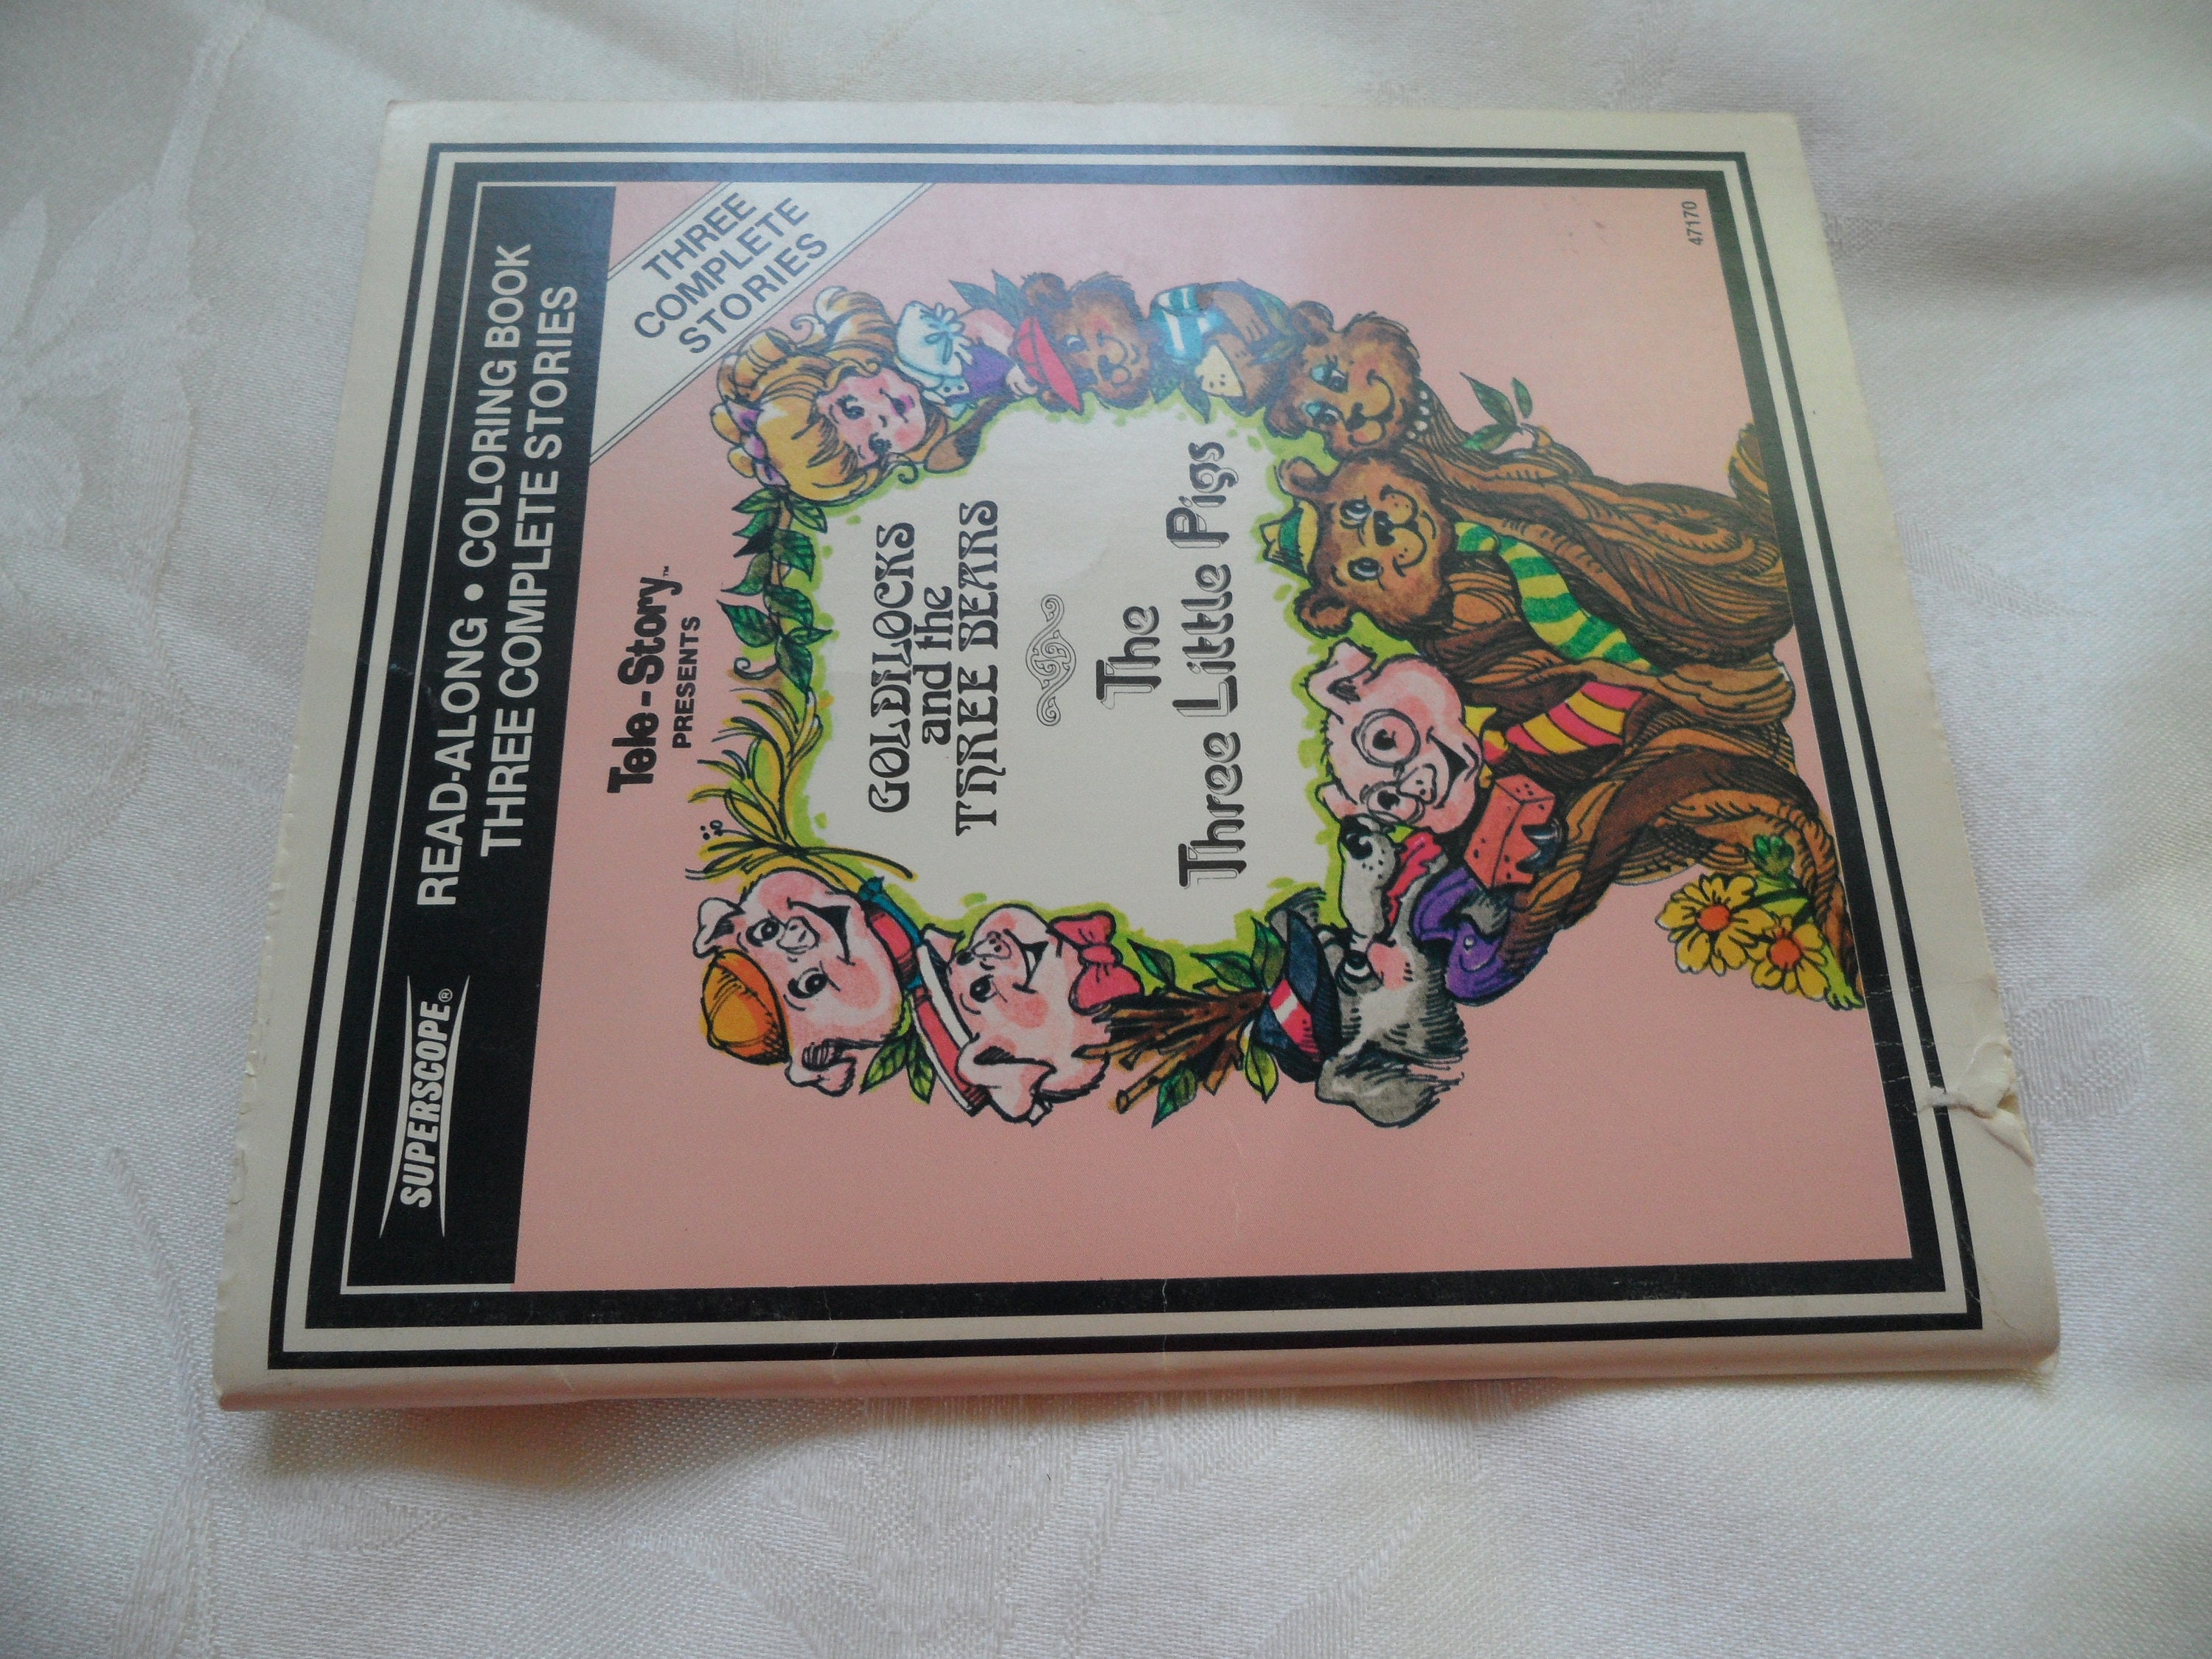 SUPERSCOPE®
READ-ALONG • COLORING BOOK
THREE COMPLETE STORIES
THREE
COMPLETE
STORIES
Tele-Story™
PRESENTS
GOLDILOCKS
and the
THREE BEARS
The
Three Little Pigs
47170